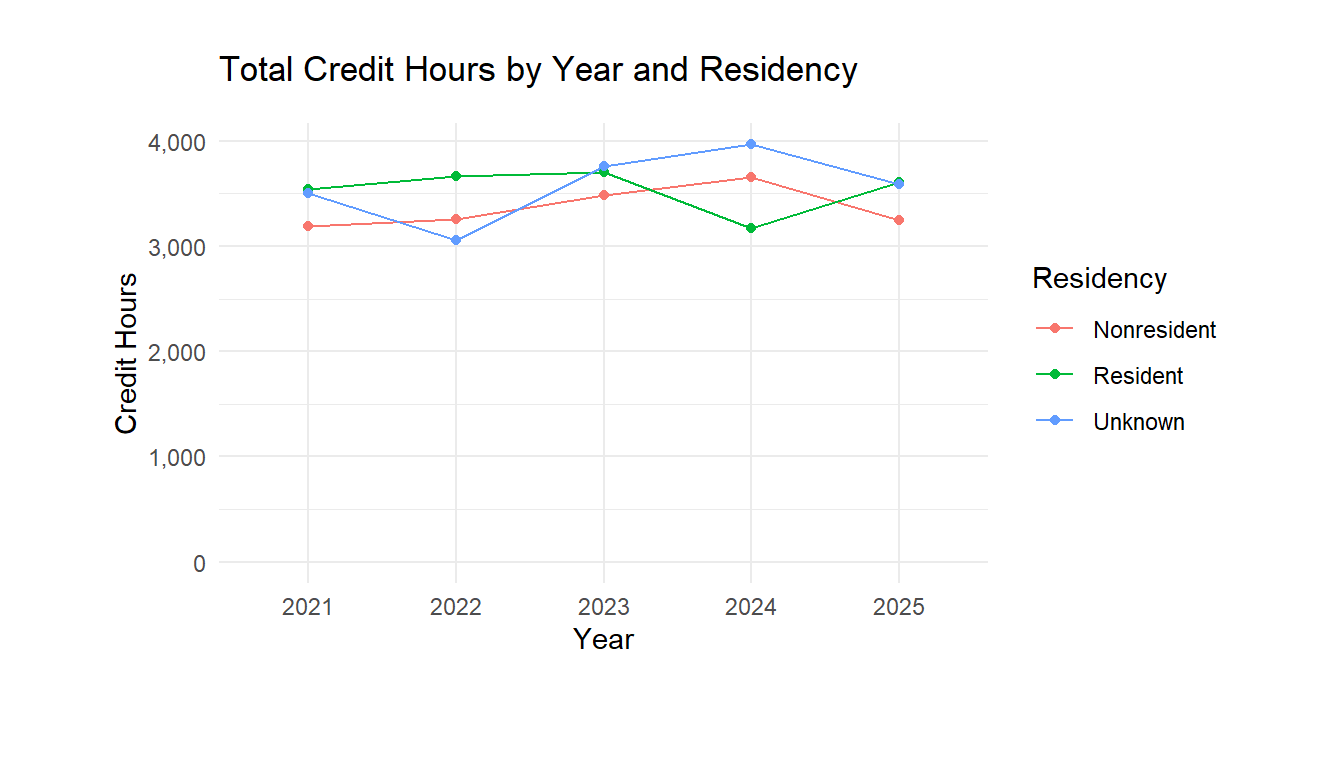 Total Credit Hours by Year and Residency
4,000
3,000
2,000
1,000
0
Credit Hours
2021 2022 2023 2024 2025
Year
Residency
Nonresident
Resident
Unknown